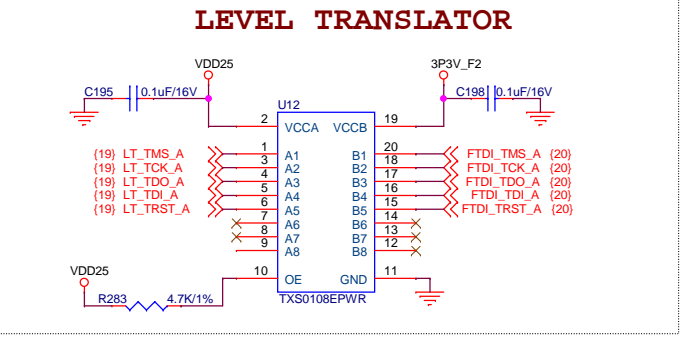 LEVEL TRANSLATOR
VDD25 3P3V_F2
C195 0.1uF/16V C198 0.1uF/16V
U12
2 VCCA VCCB 19
{19} LT_TMS_A 1 A1 B1 20 FTDI_TMS_A {20}
{19} LT_TCK_A 3 A2 B2 18 FTDI_TCK_A {20}
{19} LT_TDO_A 4 A3 B3 17 FTDI_TDO_A {20}
{19} LT_TDI_A 5 A4 B4 16 FTDI_TDI_A {20}
{19} LT_TRST_A 6 A5 B5 15 FTDI_TRST_A {20}
7 A6 B6 14
8 A7 B7 13
9 A8 B8 12
VDD25
10 OE GND 11
R283 4.7K/1% TXS0108EPWR